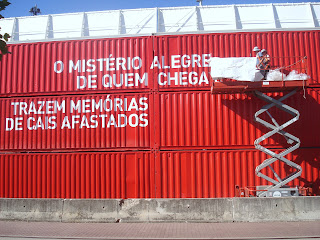 O MISTÉRIO ALEGRE
DE QUEM CHEGA
TRAZEM MEMÓRIAS
DE CAIS AFASTADOS